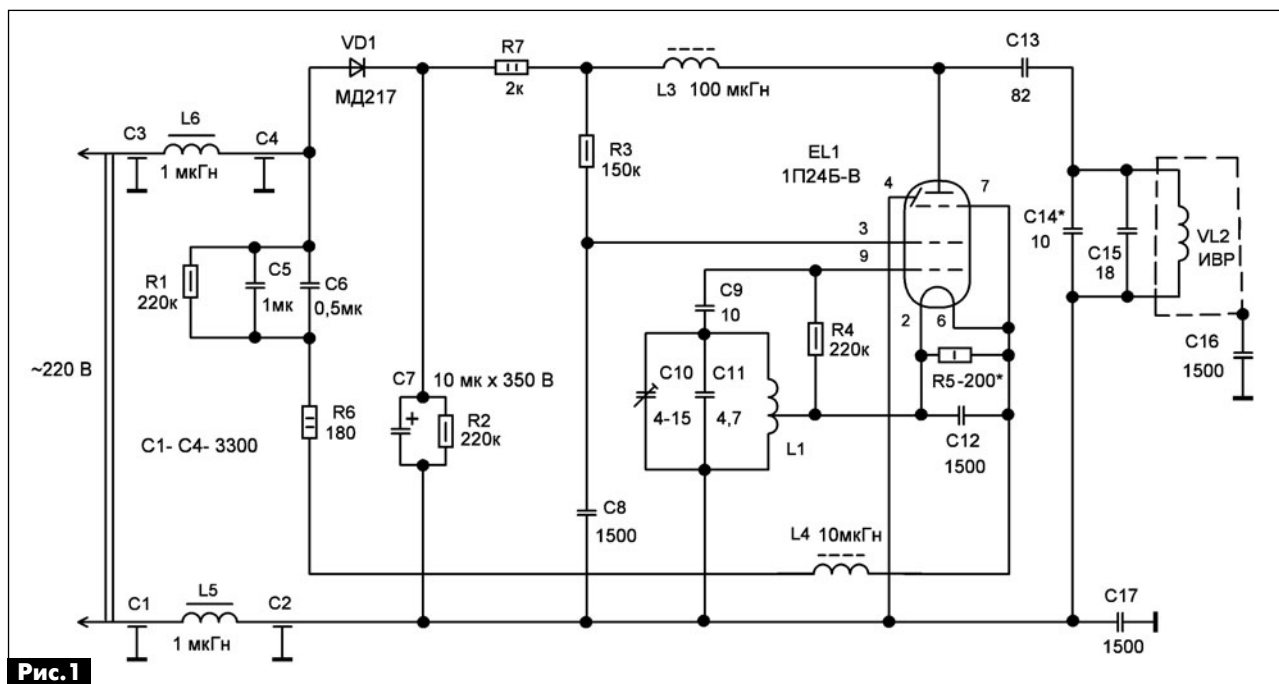 VD1
МД217
R7
2к
L3 100 мкГн
C13
82
C3
L6
1 мкГн
C4
R3
150к
EL1
1П24Б-В
4
7
3
9
2
6
C14*
10
C15
18
VL2
ИВР
C16
1500
R1
220к
C5
1мк
C6
0,5мк
C9
10
R4
220к
R5-200*
~220 В
C7
10 мк х 350 В
R2
220к
C10
4-15
C11
4,7
L1
C12
1500
R6
180
C1- C4- 3300
C8
1500
L4 10мкГн
C1
L5
1 мкГн
C2
C17
1500
Рис.1